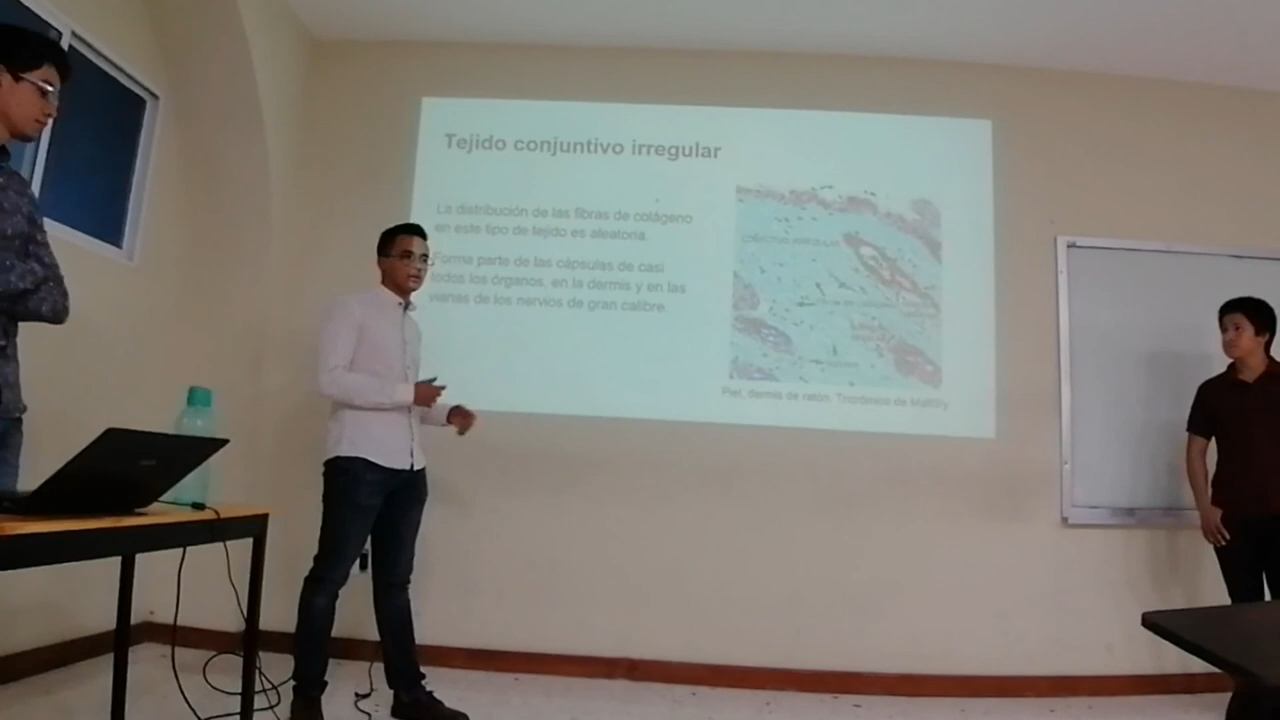 Tejido conjuntivo irregular
La distribución de las fibras de colágeno
en este tipo de tejido es aleatoria.
Forma parte de las cápsulas de casi
todos los órganos, en la dermis y en las
vainas de los nervios de gran calibre.
Piel, dermis de ratón. Tricrómico de Mallory